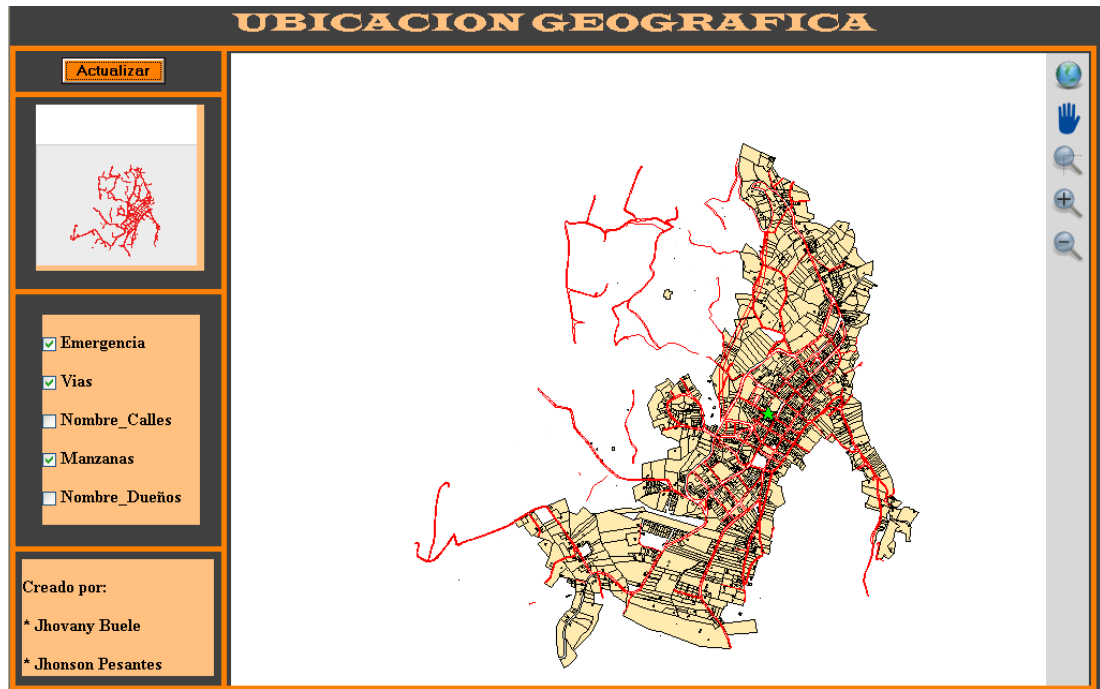 UBICACION GEOGRAFICA
Actualizar
Emergencia
Vias
Nombre_Calles
Manzanas
Nombre_Dueños
Creado por:
* Jhovany Buele
* Jhonson Pesantes